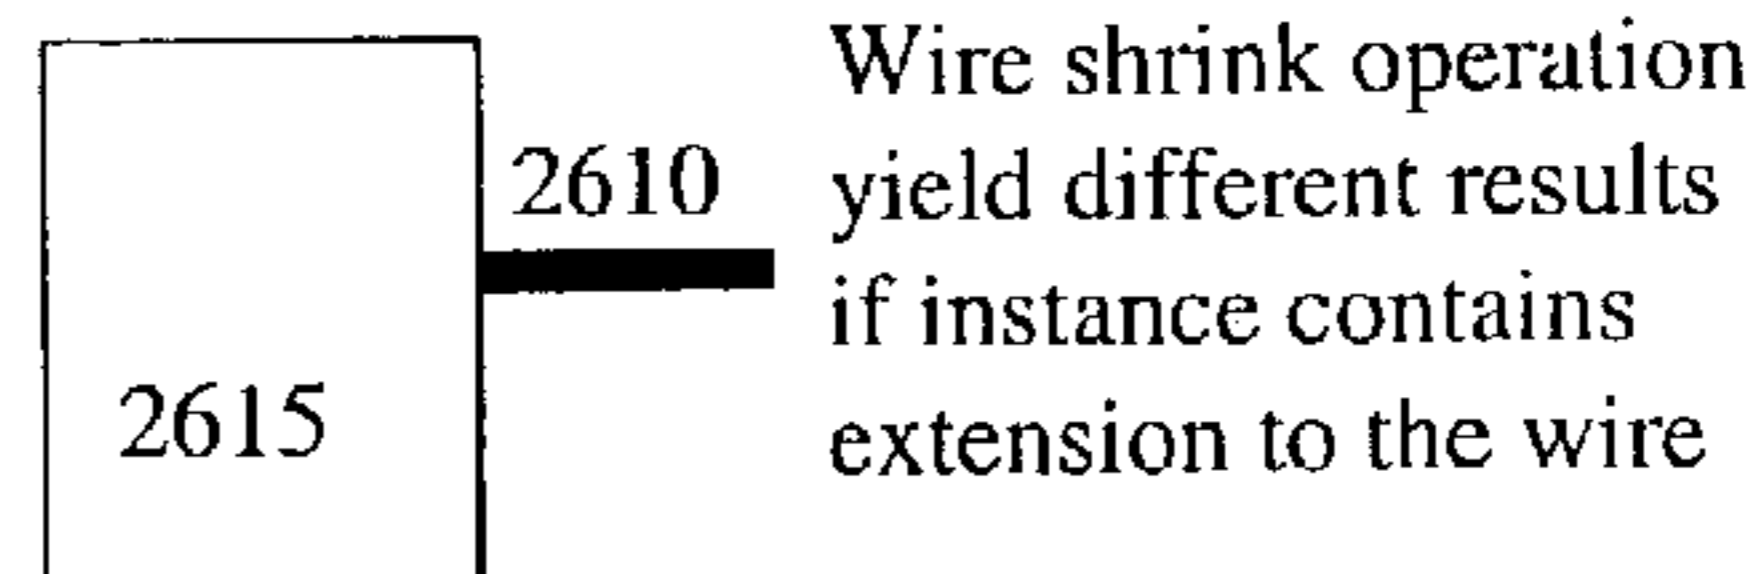 Wire shrink operation
2610
yield different results
if instance contains
2615
extension to the wire